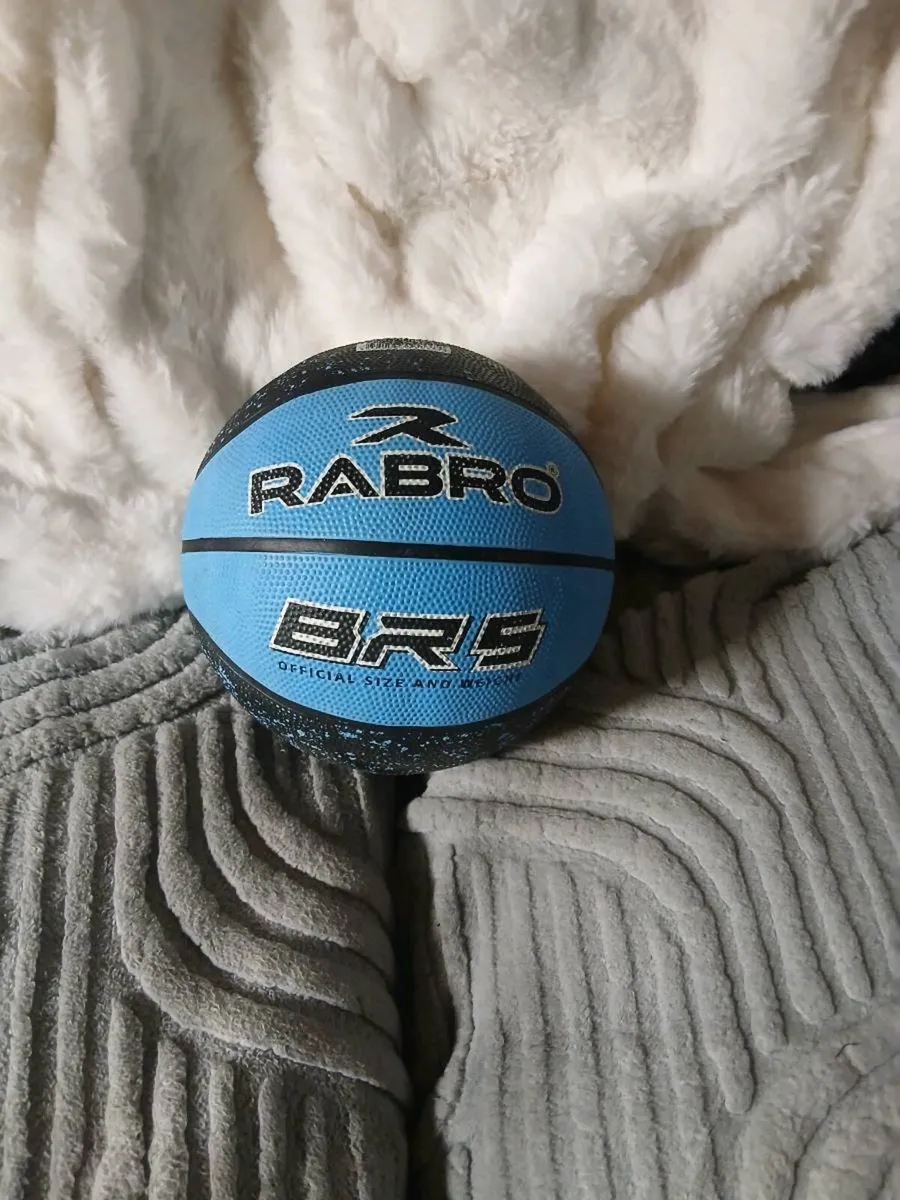 RABRO®
BR5
OFFICIAL SIZE AND WEIGHT